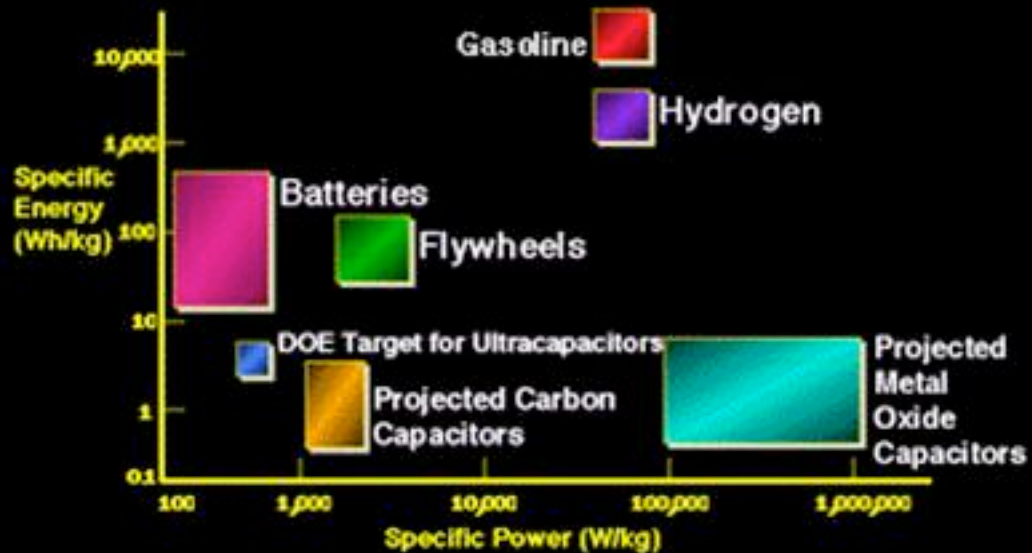 Gasoline
10,000
Hydrogen
1,000
Specific
Energy
(Wh/kg)
Batteries
100
Flywheels
10
DOE Target for Ultracapacitors
Projected
Metal
Oxide
Capacitors
Projected Carbon
Capacitors
1
0.1
100 1,000 10,000 100,000 1,000,000
Specific Power (W/kg)